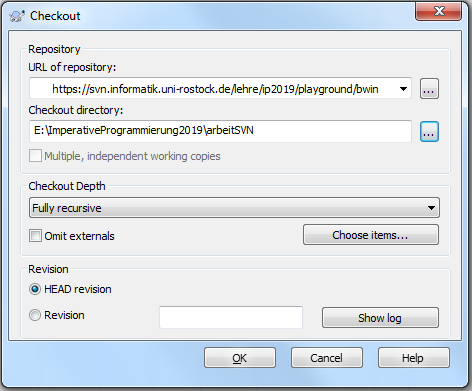 Checkout
Repository
URL of repository:
https://svn.informatik.uni-rostock.de/lehre/ip2019/playground/bwin
...
Checkout directory:
E:\ImperativeProgrammierung2019\arbeitSVN
...
Multiple, independent working copies
Checkout Depth
Fully recursive
Omit externals
Choose items...
Revision
HEAD revision
Revision
Show log
OK
Cancel
Help